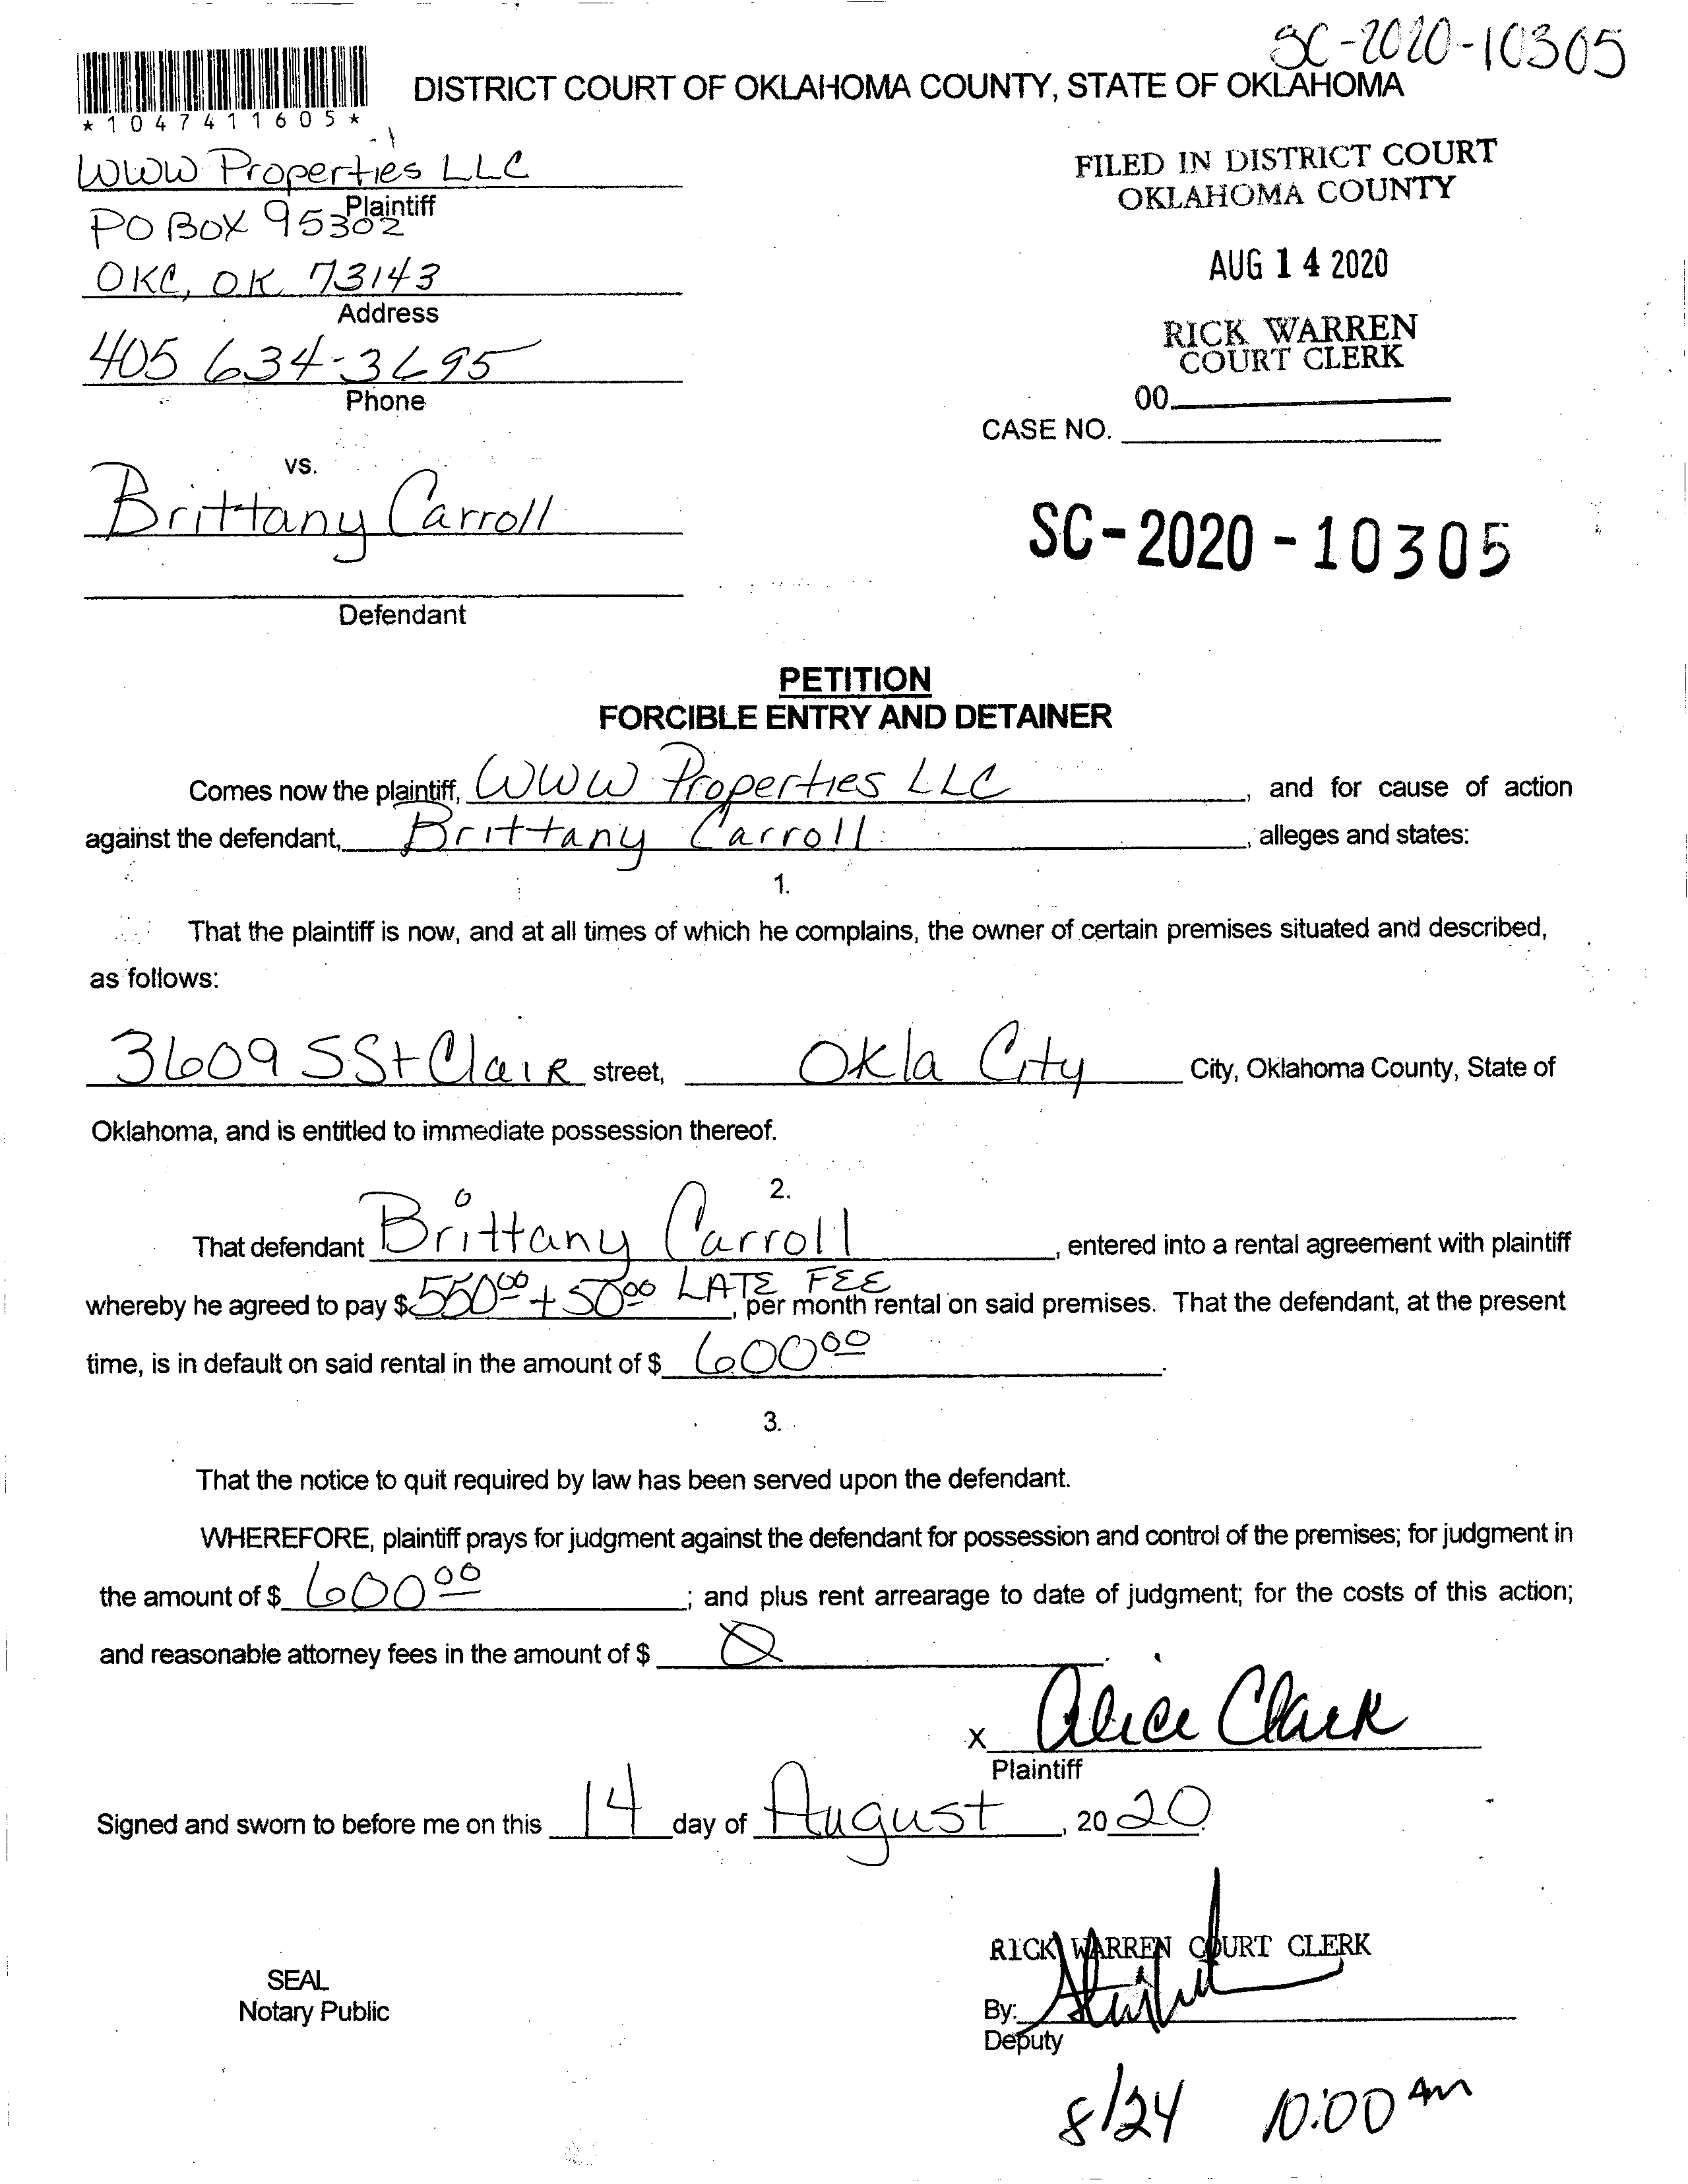 SC-2020-10305
*1047411605*
DISTRICT COURT OF OKLAHOMA COUNTY, STATE OF OKLAHOMA
WWW Properties LLC
Plaintiff
PO BOX 95302
OKC, OK 73143
Address
405 634-3695
Phone
FILED IN DISTRICT COURT
OKLAHOMA COUNTY
AUG 14 2020
RICK WARREN
COURT CLERK
00
CASE NO.
vs.
Brittany Carroll
Defendant
SC-2020-10305
PETITION
FORCIBLE ENTRY AND DETAINER
Comes now the plaintiff, WWW Properties LLC, and for cause of action
against the defendant, Brittany Carroll, alleges and states:
1.
That the plaintiff is now, and at all times of which he complains, the owner of certain premises situated and described,
as follows:
3609 S St Clair street, Okla City City, Oklahoma County, State of
Oklahoma, and is entitled to immediate possession thereof.
2.
That defendant Brittany Carroll, entered into a rental agreement with plaintiff
whereby he agreed to pay $550.00 + 50.00 LATE FEE, per month rental on said premises. That the defendant, at the present
time, is in default on said rental in the amount of $ 600.00.
3.
That the notice to quit required by law has been served upon the defendant.
WHEREFORE, plaintiff prays for judgment against the defendant for possession and control of the premises; for judgment in
the amount of $ 600.00; and plus rent arrearage to date of judgment; for the costs of this action;
and reasonable attorney fees in the amount of $ 0.
x Alice Clark
Plaintiff
Signed and sworn to before me on this 14 day of August, 2020.
RICK WARREN COURT CLERK
SEAL
Notary Public
By:
Deputy
8/24 10:00 AM